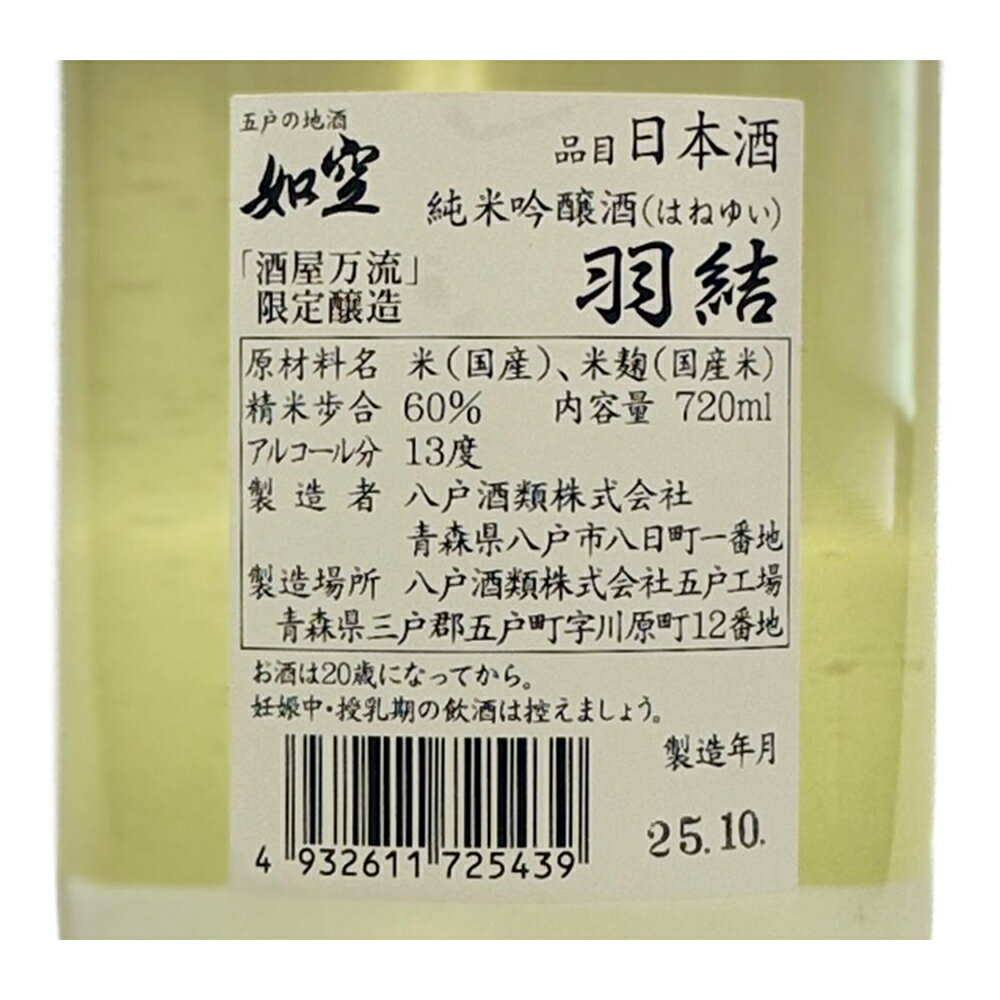 五戸の地酒
如空
「酒屋万流」
限定醸造
品目 日本酒
純米吟醸酒(はねゆい)
羽結
原材料名 米(国産)、米麹(国産米)
精米歩合 60% 内容量 720ml
アルコール分 13度
製造者 八戸酒類株式会社
青森県八戸市八日町一番地
製造場所 八戸酒類株式会社五戸工場
青森県三戸郡五戸町字川原町12番地
お酒は20歳になってから。
妊娠中・授乳期の飲酒は控えましょう。
製造年月
25.10.
4 932611 725439